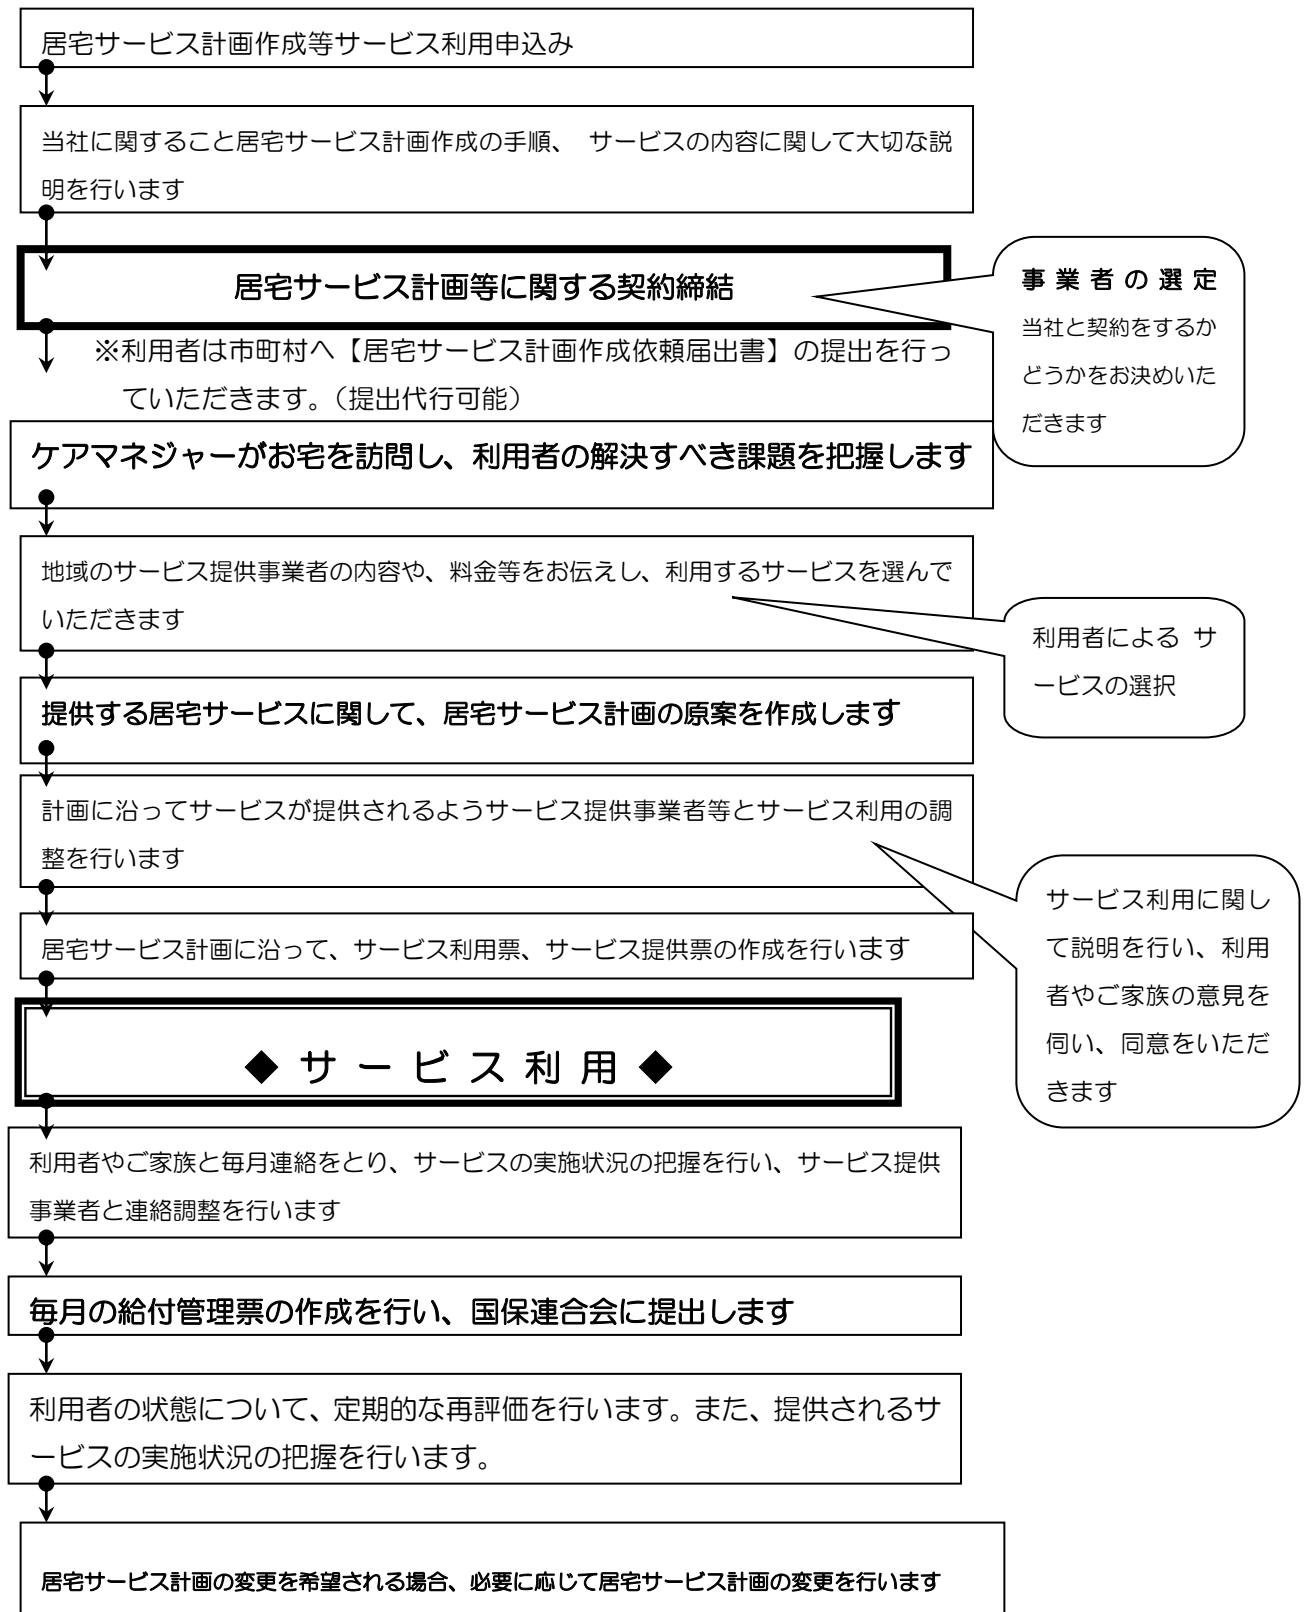 居宅サービス計画作成等サービス利用申込み
当社に関すること居宅サービス計画作成の手順、 サービスの内容に関して大切な説
明を行います
居宅サービス計画等に関する契約締結
事業者の選定
当社と契約をするか
どうかをお決めいた
だきます
※利用者は市町村へ【居宅サービス計画作成依頼届出書】の提出を行っ
ていただきます。（提出代行可能）
ケアマネジャーがお宅を訪問し、利用者の解決すべき課題を把握します
地域のサービス提供事業者の内容や、料金等をお伝えし、利用するサービスを選んで
いただきます
利用者による サ
ービスの選択
提供する居宅サービスに関して、居宅サービス計画の原案を作成します
計画に沿ってサービスが提供されるようサービス提供事業者等とサービス利用の調
整を行います
サービス利用に関し
て説明を行い、利用
者やご家族の意見を
伺い、同意をいただ
きます
居宅サービス計画に沿って、サービス利用票、サービス提供票の作成を行います
◆ サ ー ビ ス 利 用 ◆
利用者やご家族と毎月連絡をとり、サービスの実施状況の把握を行い、サービス提供
事業者と連絡調整を行います
毎月の給付管理票の作成を行い、国保連合会に提出します
利用者の状態について、定期的な再評価を行います。また、提供されるサ
ービスの実施状況の把握を行います。
居宅サービス計画の変更を希望される場合、必要に応じて居宅サービス計画の変更を行います